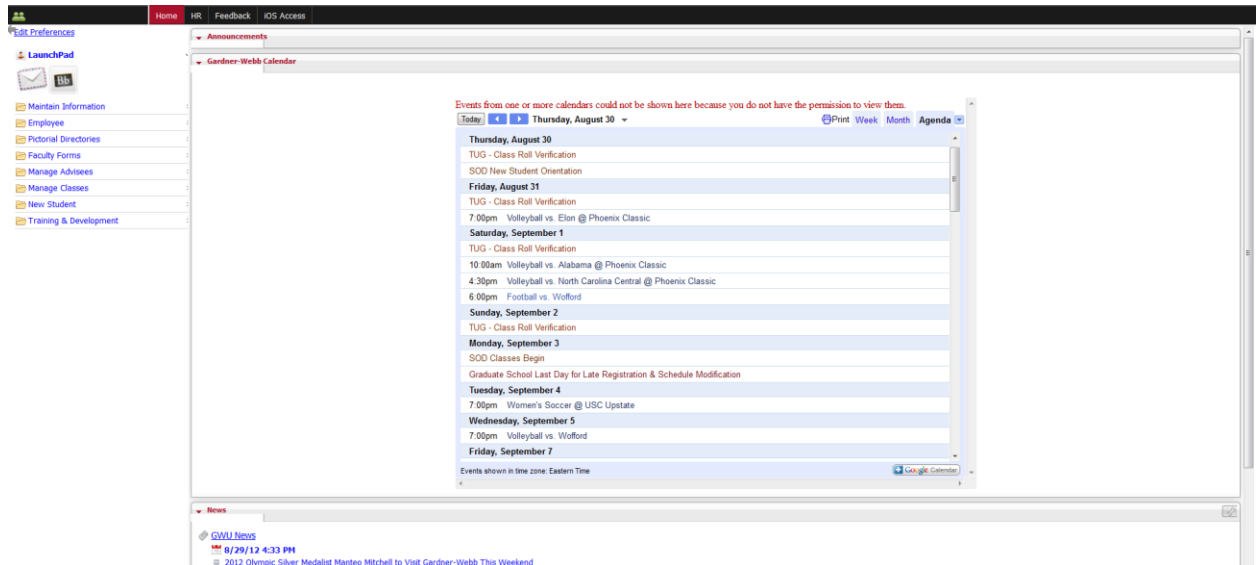 Home HR Feedback iOS Access
Edit Preferences
LaunchPad
Bb
Maintain Information
Employee
Pictorial Directories
Faculty Forms
Manage Advisees
Manage Classes
New Student
Training & Development
Announcements
Gardner-Webb Calendar
Events from one or more calendars could not be shown here because you do not have the permission to view them.
Today Thursday, August 30 Print Week Month Agenda
Thursday, August 30
TUG - Class Roll Verification
SOD New Student Orientation
Friday, August 31
TUG - Class Roll Verification
7:00pm Volleyball vs. Elon @ Phoenix Classic
Saturday, September 1
TUG - Class Roll Verification
10:00am Volleyball vs. Alabama @ Phoenix Classic
4:30pm Volleyball vs. North Carolina Central @ Phoenix Classic
6:00pm Football vs. Wofford
Sunday, September 2
TUG - Class Roll Verification
Monday, September 3
SOD Classes Begin
Graduate School Last Day for Late Registration & Schedule Modification
Tuesday, September 4
7:00pm Women's Soccer @ USC Upstate
Wednesday, September 5
7:00pm Volleyball vs. Wofford
Friday, September 7
Events shown in time zone: Eastern Time
Google Calendar
News
GWU News
8/29/12 4:33 PM
2012 Olympic Silver Medalist Manteo Mitchell to Visit Gardner-Webb This Weekend